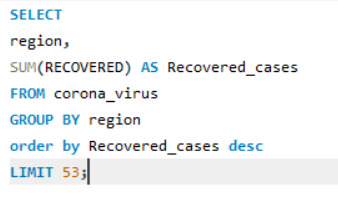 SELECT
region,
SUM(RECOVERED) AS Recovered_cases
FROM corona_virus
GROUP BY region
order by Recovered_cases desc
LIMIT 53;